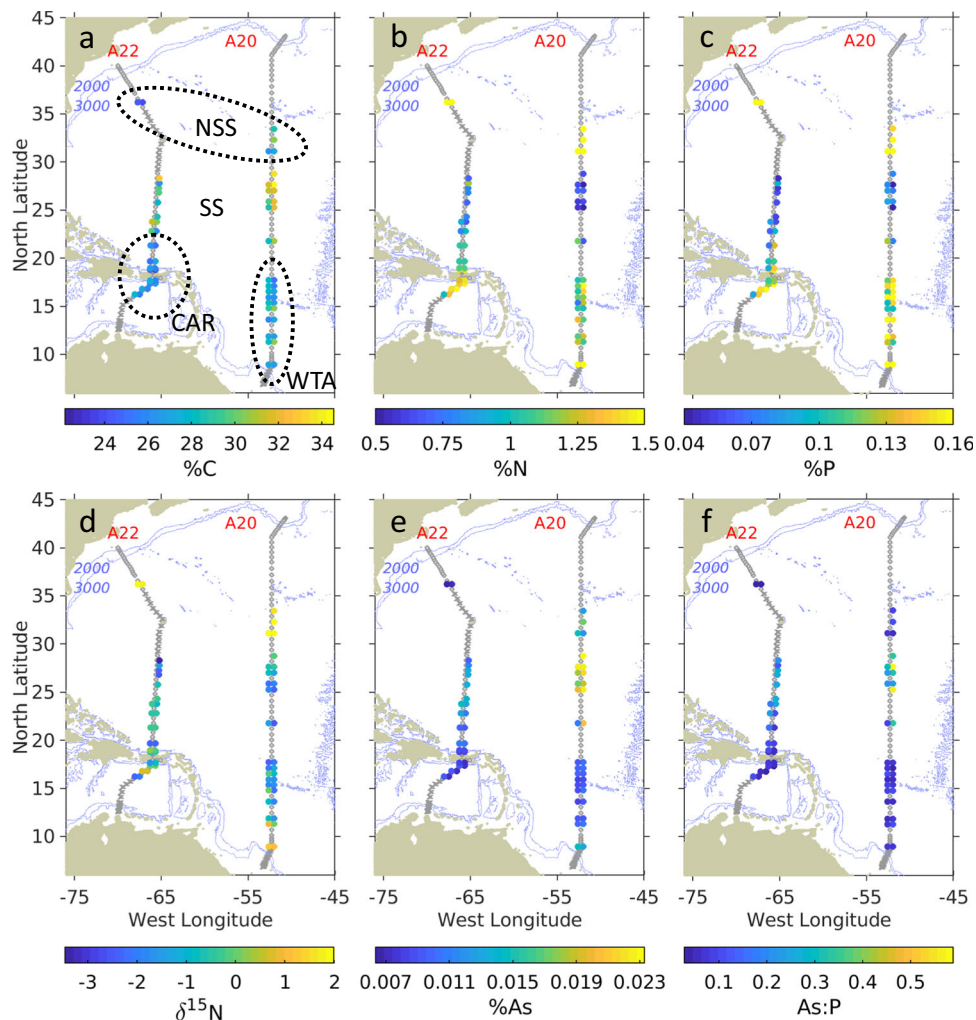 45
40
35
30
25
20
15
10
North Latitude
a
A22
A20
2000
3000
NSS
SS
CAR
WTA
24 26 28 30 32 34
%C
b
A22
A20
2000
3000
0.5 0.75 1 1.25 1.5
%N
c
A22
A20
2000
3000
0.04 0.07 0.1 0.13 0.16
%P
45
40
35
30
25
20
15
10
North Latitude
d
A22
A20
2000
3000
-75 -65 -55 -45
West Longitude
-3 -2 -1 0 1 2
δ¹⁵N
e
A22
A20
2000
3000
-75 -65 -55 -45
West Longitude
0.007 0.011 0.015 0.019 0.023
%As
f
A22
A20
2000
3000
-75 -65 -55 -45
West Longitude
0.1 0.2 0.3 0.4 0.5
As:P